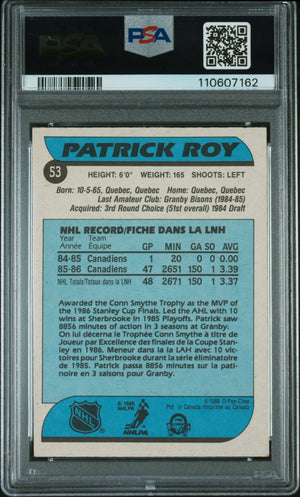 PSA
PSA
110607162
PATRICK ROY
53
HEIGHT: 6'0" WEIGHT: 165 SHOOTS: LEFT
Born: 10-5-65, Quebec, Quebec Home: Quebec, Quebec
Last Amateur Club: Granby Bisons (1984-85)
Acquired: 3rd Round Choice (51st overall) 1984 Draft
NHL RECORD/FICHE DANS LA LNH
Year Team GP MIN GA SO AVG
Année Équipe
84-85 Canadiens 1 20 0 0 0.00
85-86 Canadiens 47 2651 150 1 3.39
NHL Totals/Totaux dans la LNH 48 2671 150 1 3.37
Awarded the Conn Smythe Trophy as the MVP of
the 1986 Stanley Cup Finals. Led the AHL with 10
wins at Sherbrooke in 1985 Playoffs. Patrick saw
8856 minutes of action in 3 seasons at Granby.
On lui décerna le Trophée Conn Smythe à titre de
Joueur par Excellence des finales de la Coupe Stan-
ley en 1986. Meneur dans la LAH avec 10 vic-
toires pour Sherbrooke durant la série éliminatoire
de 1985. Patrick passa 8856 minutes sur la pati-
noire en 3 saisons pour Granby.
NHL
© 1986
NHLPA
NHLPA
O-PEE-CHEE
© 1986 O-Pee-Chee
Ptd. in Canada/Imprimé au Canada